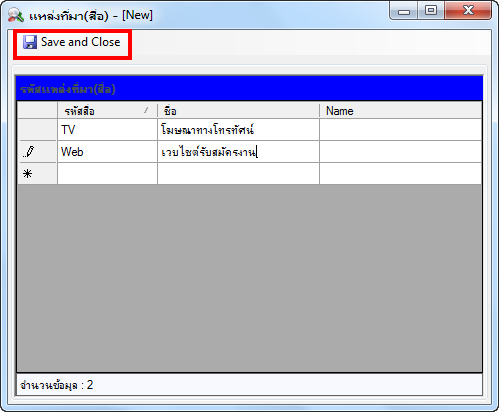 แหล่งที่มา(สื่อ) - [New]
Save and Close
รหัสแหล่งที่มา(สื่อ)
รหัสสื่อ ชื่อ Name
TV โฆษณาทางโทรทัศน์
Web เวบไซต์รับสมัครงาน
จำนวนข้อมูล : 2